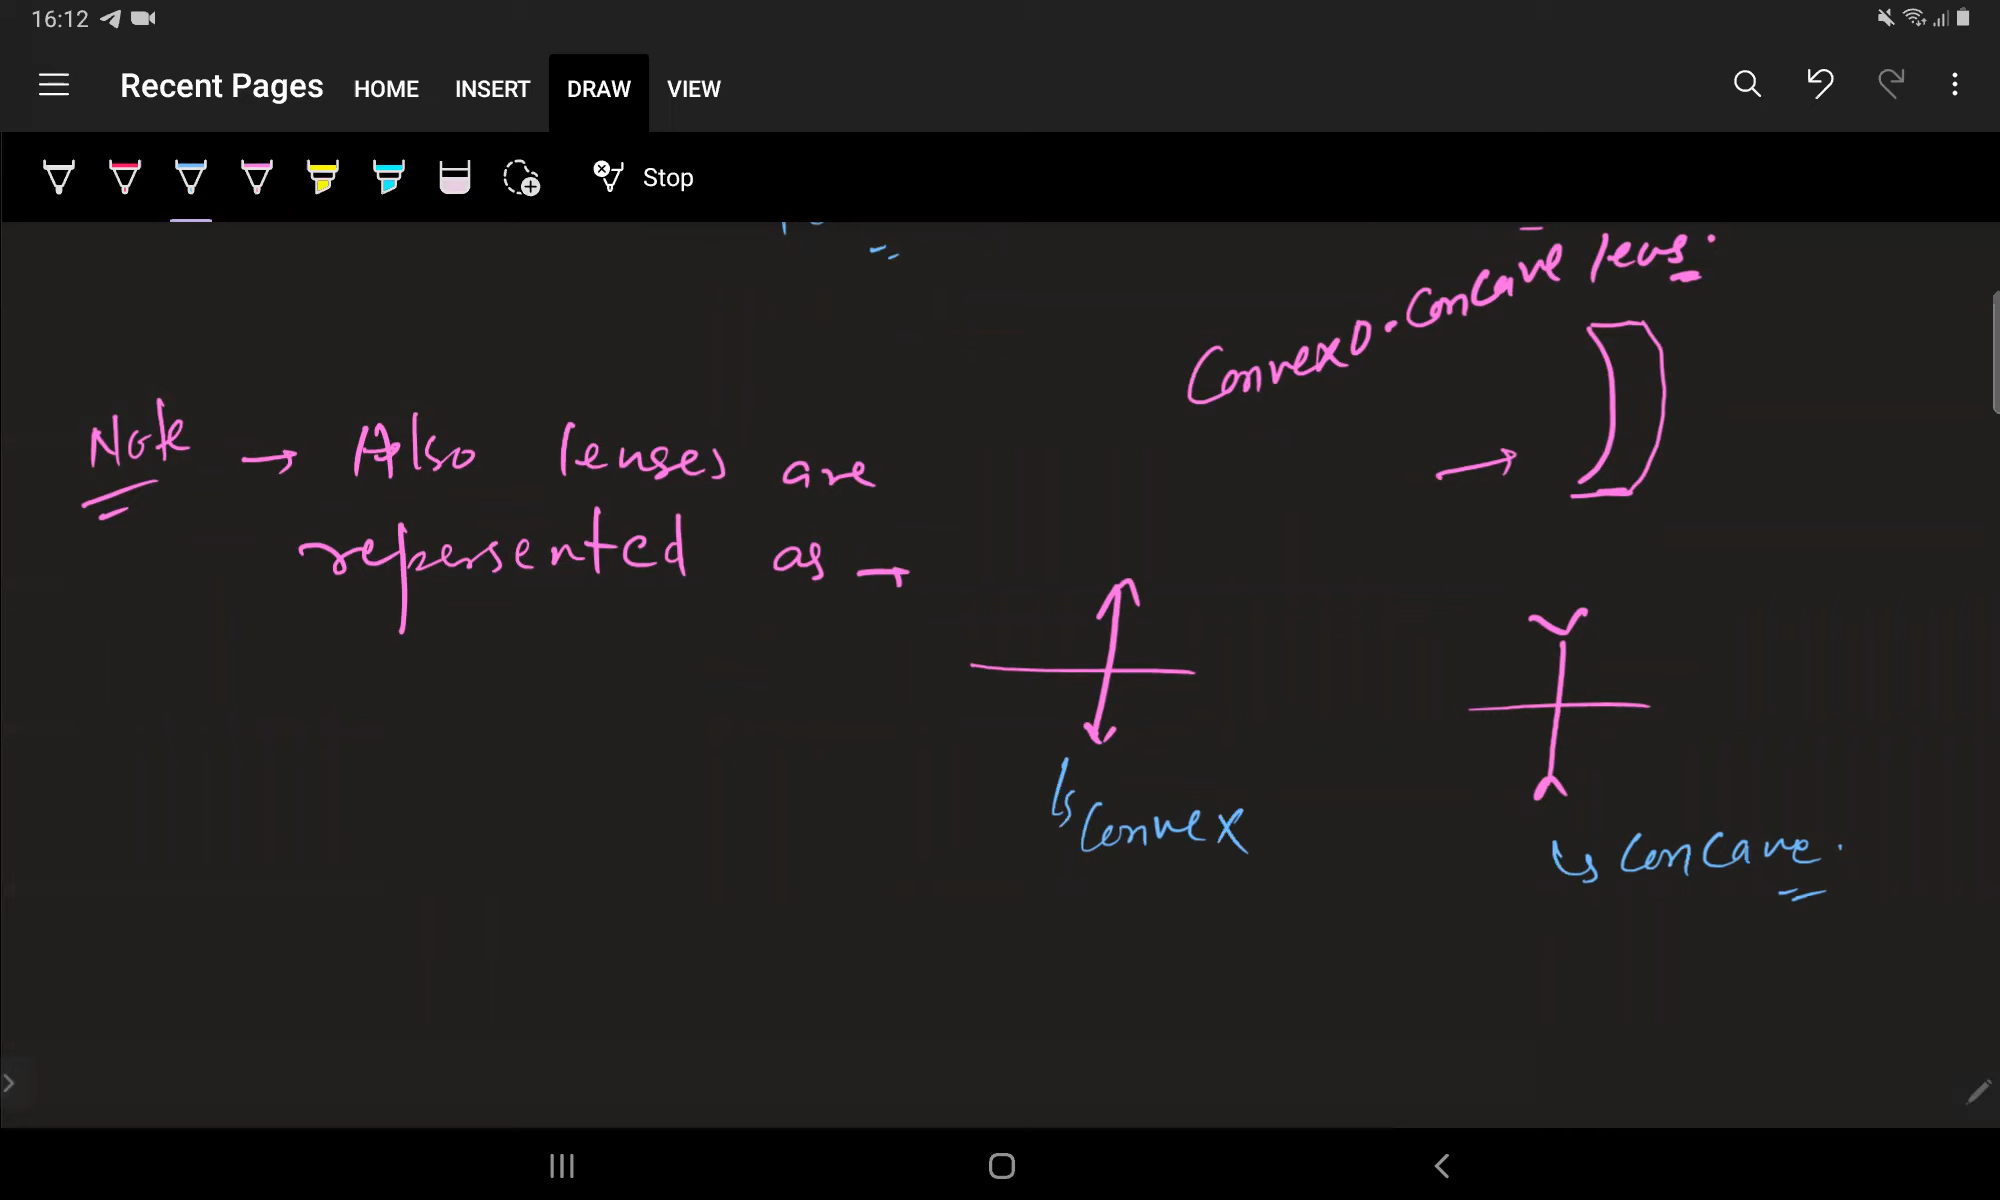 16:12
Recent Pages HOME INSERT DRAW VIEW
Stop
Convexo-Concave lens.
Note → Also lenses are
repersented as →
↳ Convex
↳ Concave.